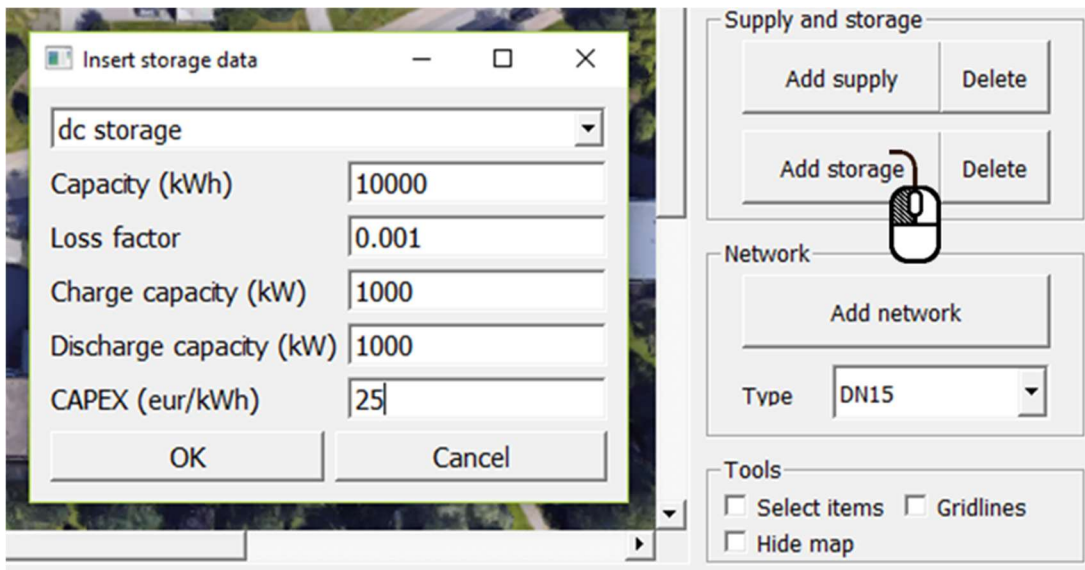 Insert storage data
dc storage
Capacity (kWh) 10000
Loss factor 0.001
Charge capacity (kW) 1000
Discharge capacity (kW) 1000
CAPEX (eur/kWh) 25
OK Cancel
Supply and storage
Add supply Delete
Add storage Delete
Network
Add network
Type DN15
Tools
Select items Gridlines
Hide map